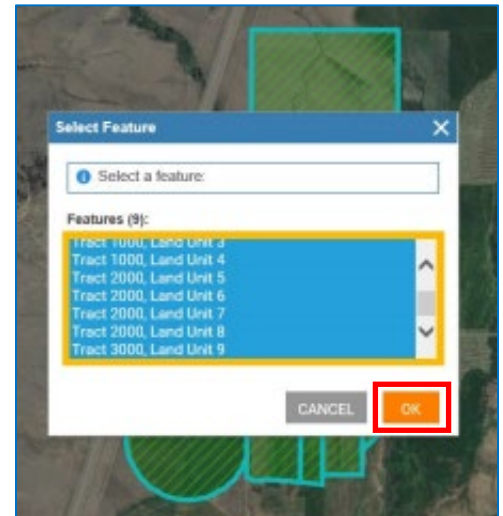 Select Feature
Select a feature:
Features (9):
Tract 1000, Land Unit 3
Tract 1000, Land Unit 4
Tract 2000, Land Unit 5
Tract 2000, Land Unit 6
Tract 2000, Land Unit 7
Tract 2000, Land Unit 8
Tract 3000, Land Unit 9
CANCEL OK